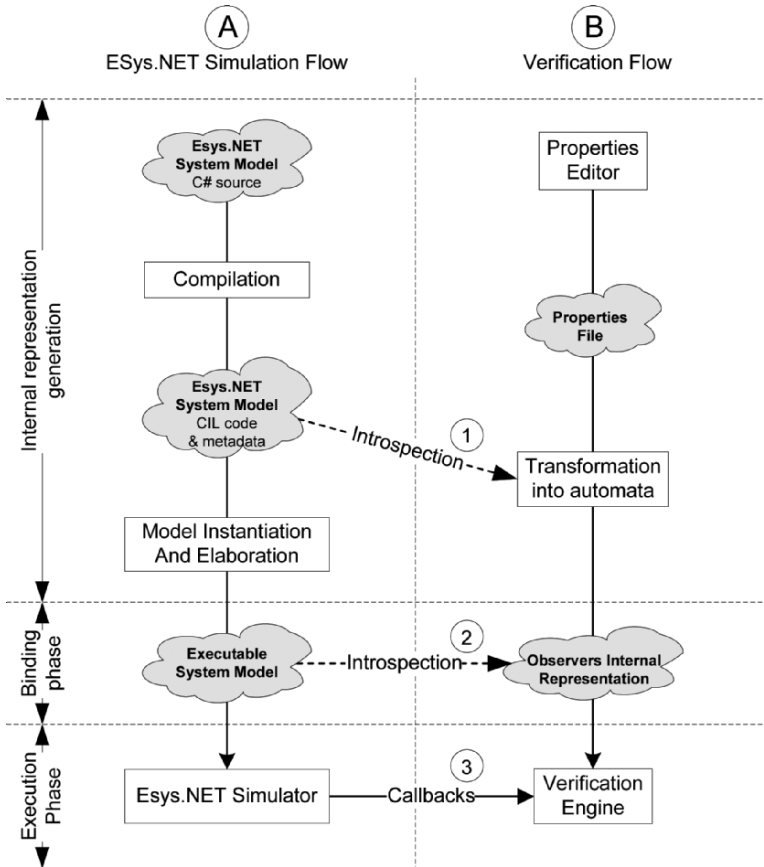 A
B
ESys.NET Simulation Flow
Verification Flow
Internal representation
generation
Esys.NET
System Model
C# source
Properties
Editor
Compilation
Properties
File
Esys.NET
System Model
CIL code
& metadata
Introspection
1
Transformation
into automata
Model Instantiation
And Elaboration
Binding
phase
Executable
System Model
Introspection
2
Observers Internal
Representation
Execution
Phase
Esys.NET Simulator
Callbacks
3
Verification
Engine